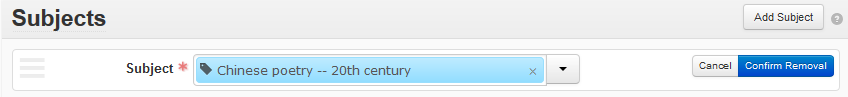 Subjects
Add Subject ?
Subject * Chinese poetry -- 20th century × Cancel Confirm Removal